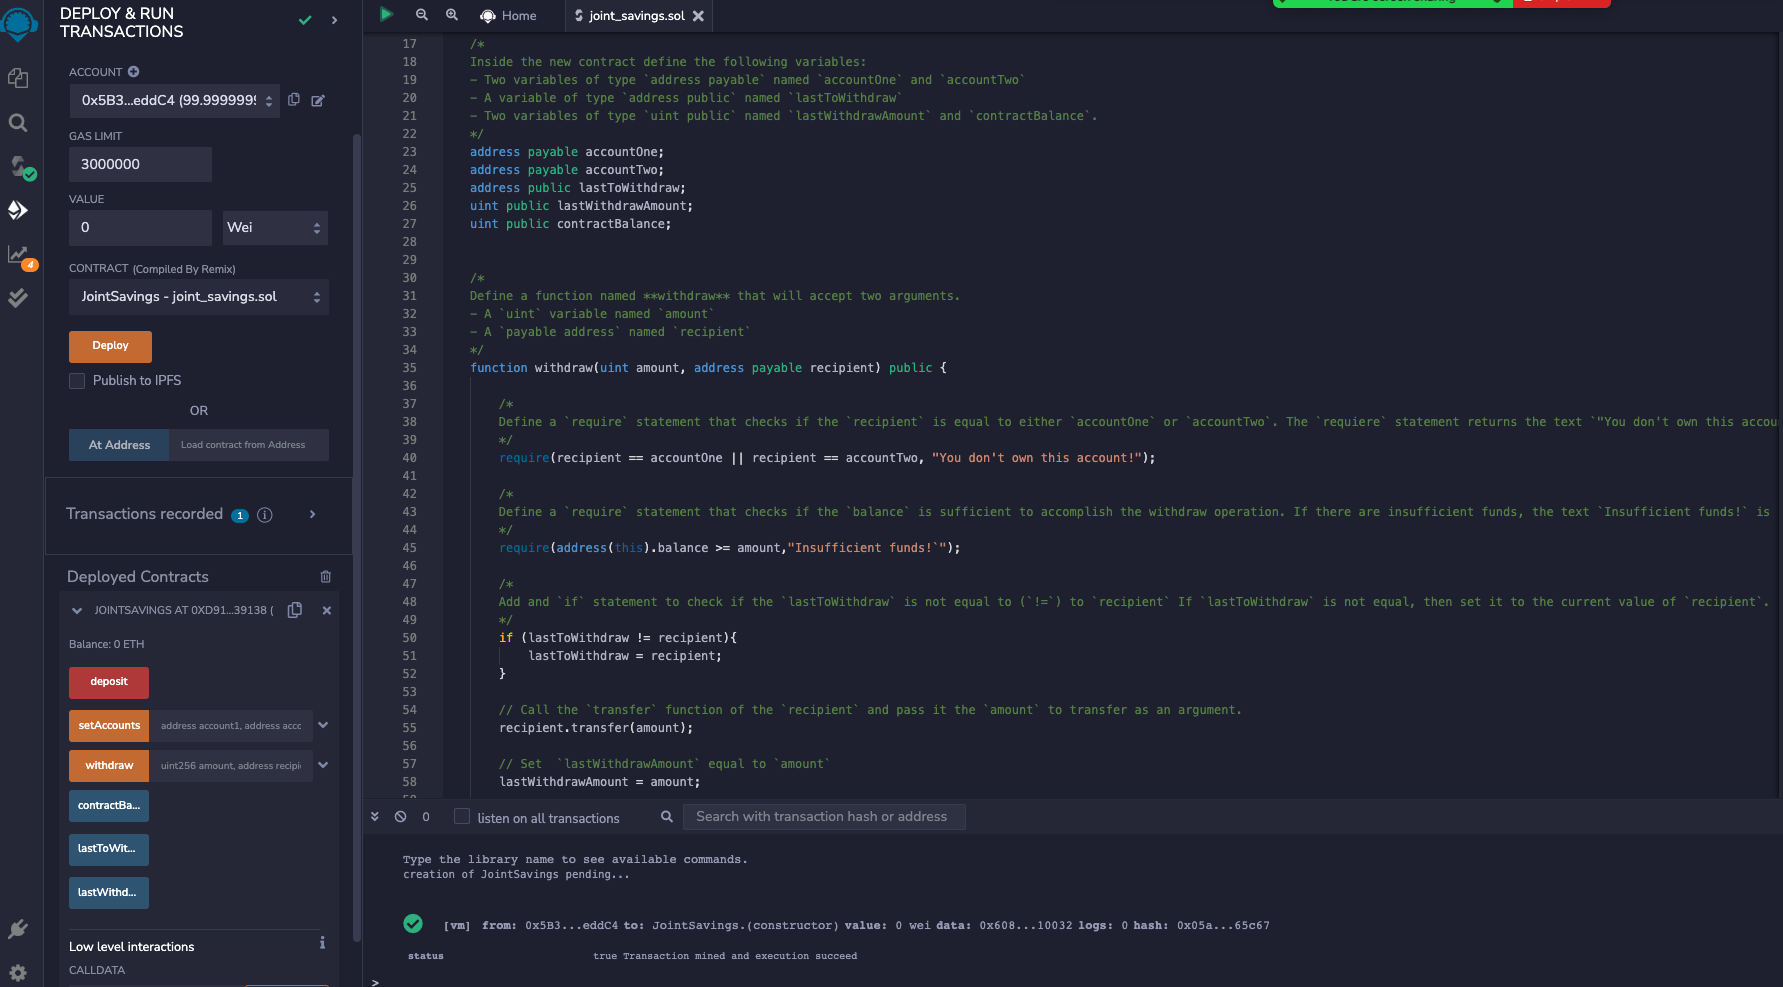 DEPLOY & RUN
TRANSACTIONS
ACCOUNT
0x5B3...eddC4 (99.9999999
GAS LIMIT
3000000
VALUE
0
Wei
CONTRACT (Compiled By Remix)
JointSavings - joint_savings.sol
Deploy
Publish to IPFS
OR
At Address
Load contract from Address
Transactions recorded 1 i
Deployed Contracts
JOINTSAVINGS AT 0XD91...39138 (
Balance: 0 ETH
deposit
setAccounts address account1, address acco
withdraw uint256 amount, address recipi
contractBa...
lastToWit...
lastWithd...
Low level interactions i
CALLDATA
4
Home
joint_savings.sol
17 /*
18 Inside the new contract define the following variables:
19 - Two variables of type `address payable` named `accountOne` and `accountTwo`
20 - A variable of type `address public` named `lastToWithdraw`
21 - Two variables of type `uint public` named `lastWithdrawAmount` and `contractBalance`.
22 */
23 address payable accountOne;
24 address payable accountTwo;
25 address public lastToWithdraw;
26 uint public lastWithdrawAmount;
27 uint public contractBalance;
28
29
30 /*
31 Define a function named **withdraw** that will accept two arguments.
32 - A `uint` variable named `amount`
33 - A `payable address` named `recipient`
34 */
35 function withdraw(uint amount, address payable recipient) public {
36
37 /*
38 Define a `require` statement that checks if the `recipient` is equal to either `accountOne` or `accountTwo`. The `requiere` statement returns the text `"You don't own this accou
39 */
40 require(recipient == accountOne || recipient == accountTwo, "You don't own this account!");
41
42 /*
43 Define a `require` statement that checks if the `balance` is sufficient to accomplish the withdraw operation. If there are insufficient funds, the text `Insufficient funds!` is
44 */
45 require(address(this).balance >= amount,"Insufficient funds!`");
46
47 /*
48 Add and `if` statement to check if the `lastToWithdraw` is not equal to (`!=`) to `recipient` If `lastToWithdraw` is not equal, then set it to the current value of `recipient`.
49 */
50 if (lastToWithdraw != recipient){
51 lastToWithdraw = recipient;
52 }
53
54 // Call the `transfer` function of the `recipient` and pass it the `amount` to transfer as an argument.
55 recipient.transfer(amount);
56
57 // Set  `lastWithdrawAmount` equal to `amount`
58 lastWithdrawAmount = amount;
0 listen on all transactions Search with transaction hash or address
Type the library name to see available commands.
creation of JointSavings pending...
[vm] from: 0x5B3...eddC4 to: JointSavings.(constructor) value: 0 wei data: 0x608...10032 logs: 0 hash: 0x05a...65c67
status true Transaction mined and execution succeed
>